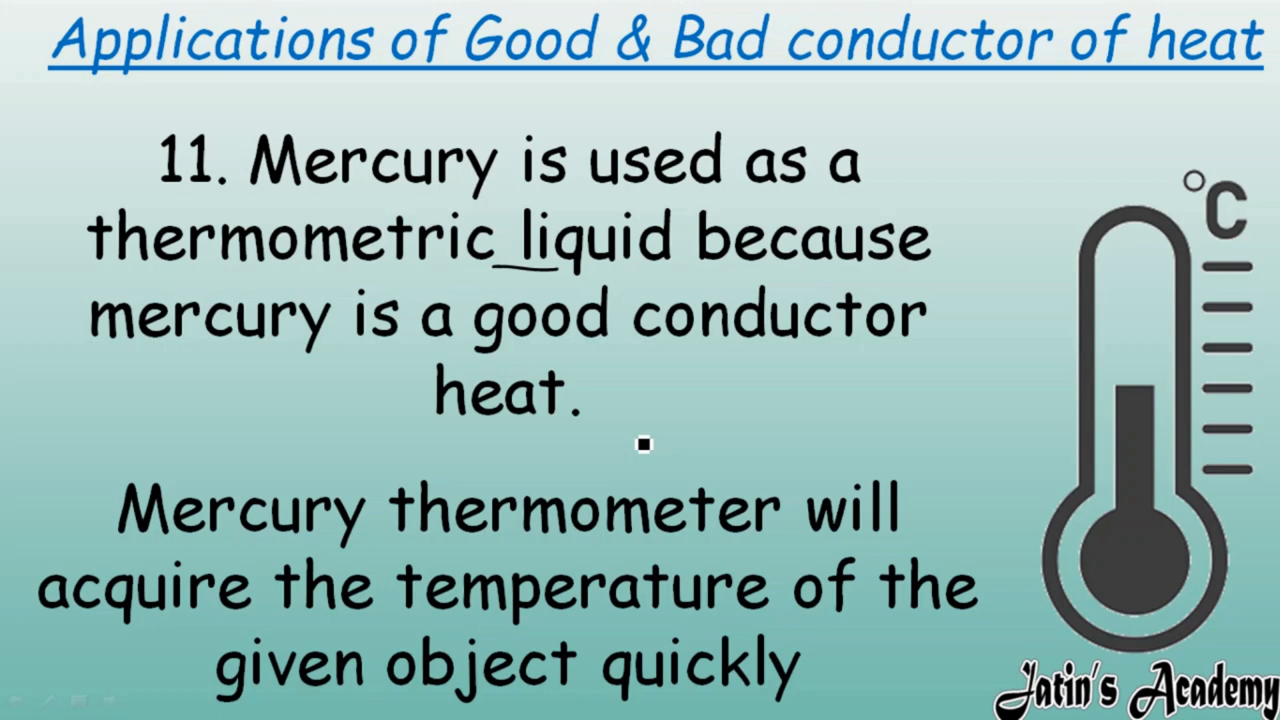 Applications of Good & Bad conductor of heat
11. Mercury is used as a
thermometric liquid because
mercury is a good conductor
heat.
Mercury thermometer will
acquire the temperature of the
given object quickly
°C
Jatin's Academy